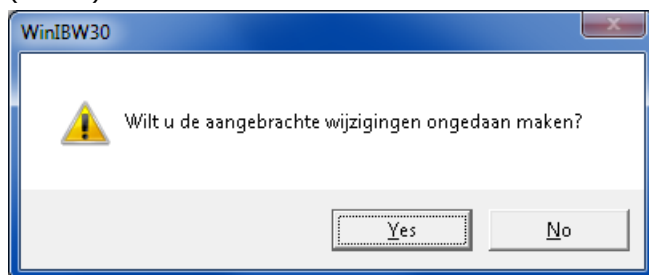 WinIBW30
Wilt u de aangebrachte wijzigingen ongedaan maken?
Yes
No